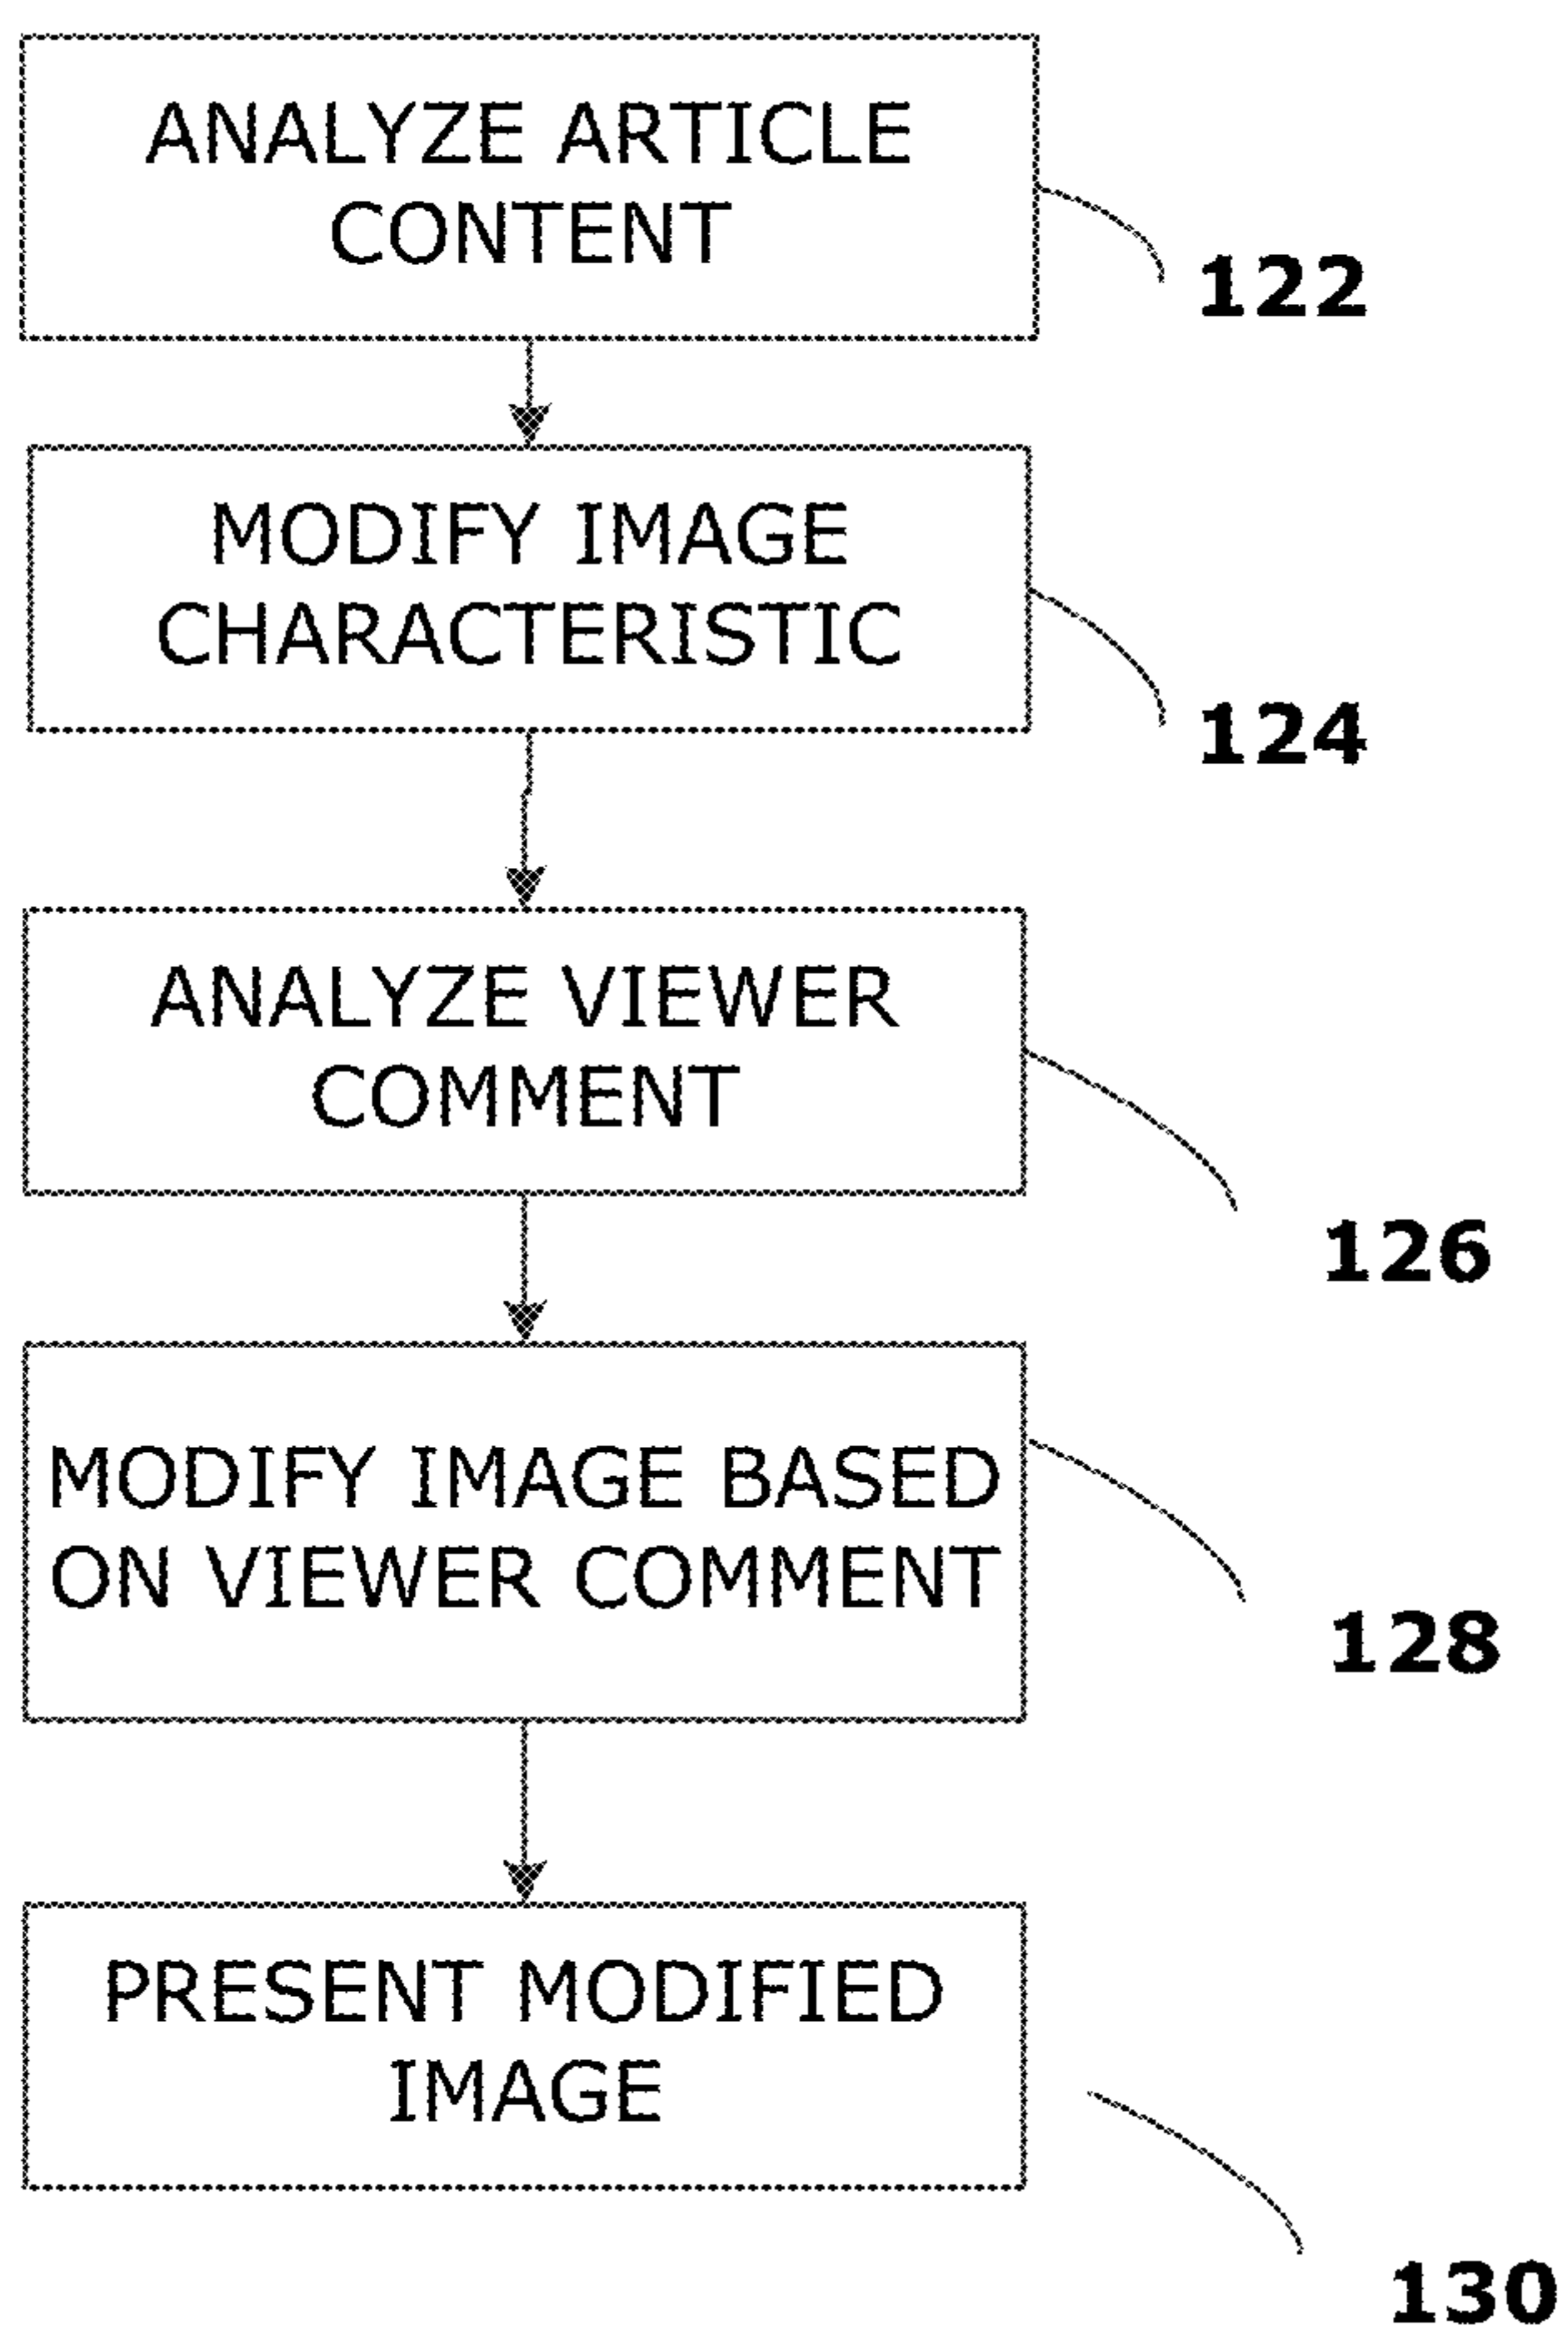 ANALYZE ARTICLE
CONTENT
122
MODIFY IMAGE
CHARACTERISTIC
124
ANALYZE VIEWER
COMMENT
126
MODIFY IMAGE BASED
ON VIEWER COMMENT
128
PRESENT MODIFIED
IMAGE
130